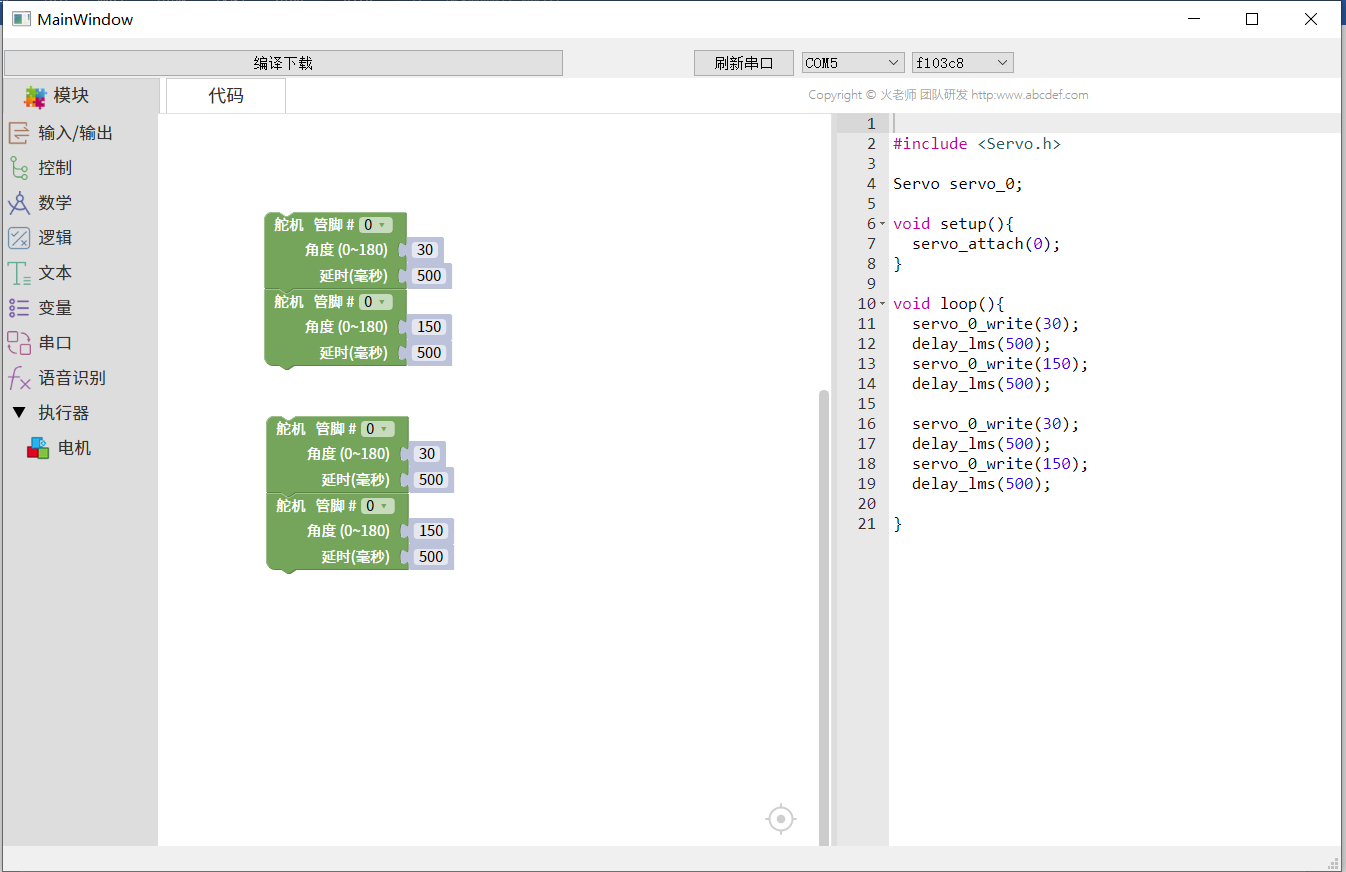 MainWindow
编译下载
刷新串口
COM5
f103c8
模块
输入/输出
控制
数学
逻辑
文本
变量
串口
语音识别
执行器
电机
代码
Copyright © 火老师 团队研发 http:www.abcdef.com
舵机 管脚 # 0
角度 (0~180) 30
延时(毫秒) 500
舵机 管脚 # 0
角度 (0~180) 150
延时(毫秒) 500
舵机 管脚 # 0
角度 (0~180) 30
延时(毫秒) 500
舵机 管脚 # 0
角度 (0~180) 150
延时(毫秒) 500
1
2 #include <Servo.h>
3
4 Servo servo_0;
5
6 void setup(){
7 servo_attach(0);
8 }
9
10 void loop(){
11 servo_0_write(30);
12 delay_lms(500);
13 servo_0_write(150);
14 delay_lms(500);
15
16 servo_0_write(30);
17 delay_lms(500);
18 servo_0_write(150);
19 delay_lms(500);
20
21 }